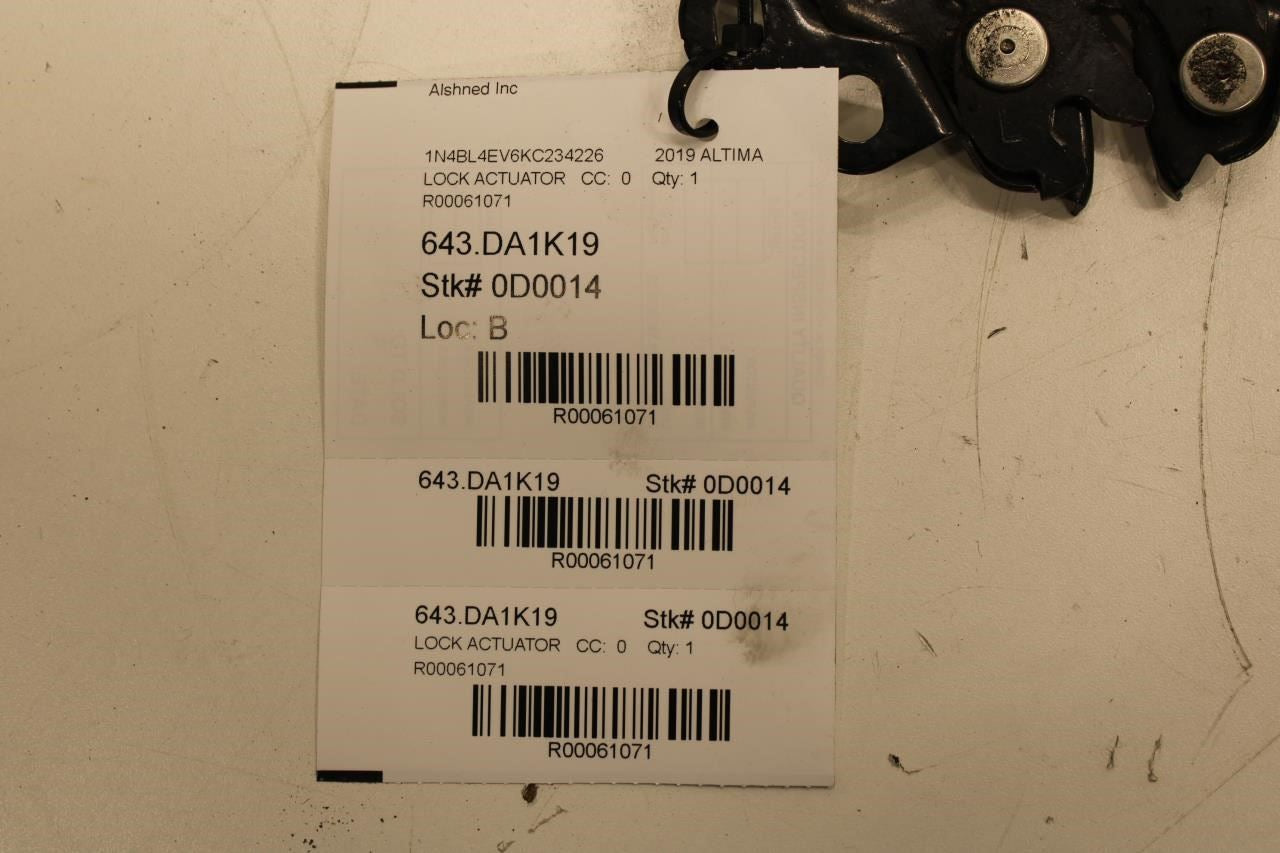 Alshned Inc
1N4BL4EV6KC234226 2019 ALTIMA
LOCK ACTUATOR CC: 0 Qty: 1
R00061071
643.DA1K19
Stk# 0D0014
Loc: B
R00061071
643.DA1K19 Stk# 0D0014
R00061071
643.DA1K19 Stk# 0D0014
LOCK ACTUATOR CC: 0 Qty: 1
R00061071
R00061071
L